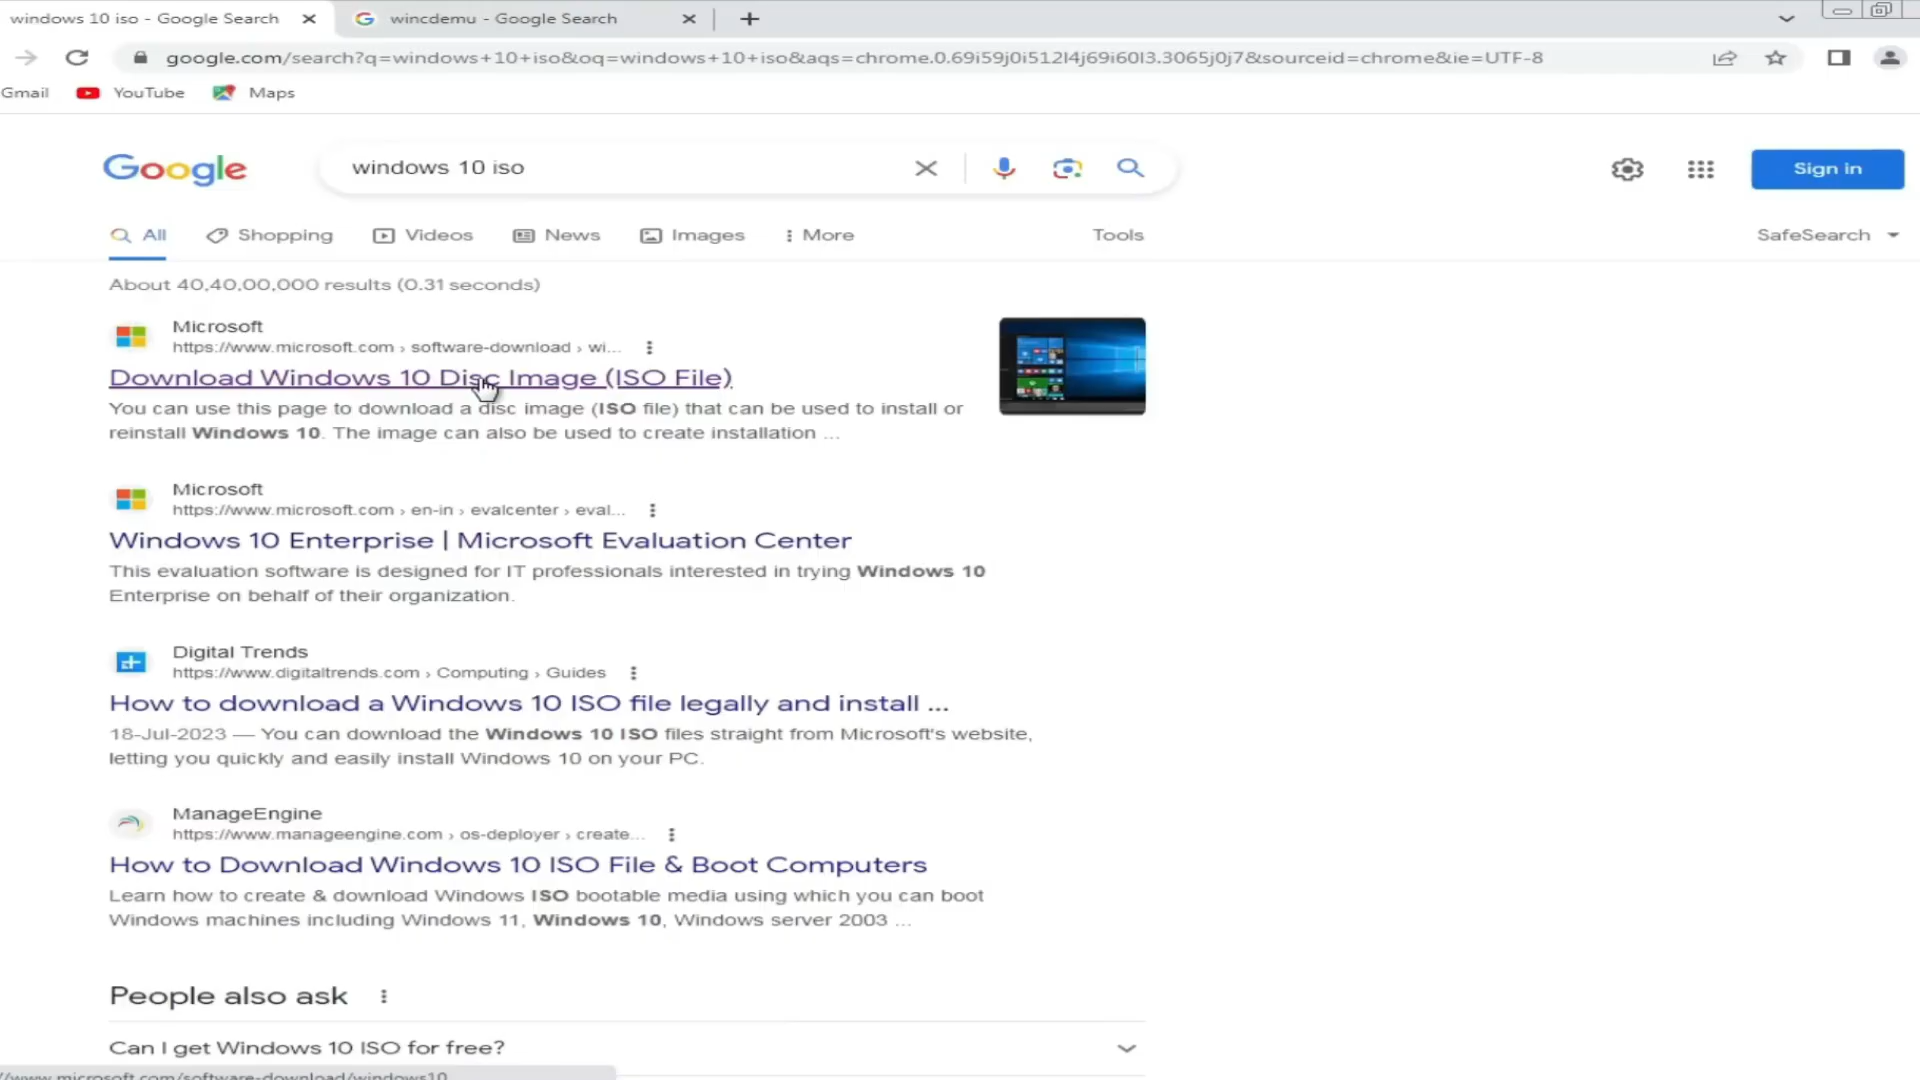 windows 10 iso - Google Search
wincdemu - Google Search
google.com/search?q=windows+10+iso&oq=windows+10+iso&aqs=chrome.0.69i59j0i512l4j69i60l3.3065j0j7&sourceid=chrome&ie=UTF-8
Gmail YouTube Maps
Google windows 10 iso Sign in
All Shopping Videos News Images More Tools SafeSearch
About 40,40,00,000 results (0.31 seconds)
Microsoft
https://www.microsoft.com › software-download › wi...
Download Windows 10 Disc Image (ISO File)
You can use this page to download a disc image (ISO file) that can be used to install or
reinstall Windows 10. The image can also be used to create installation ...
Microsoft
https://www.microsoft.com › en-in › evalcenter › eval...
Windows 10 Enterprise | Microsoft Evaluation Center
This evaluation software is designed for IT professionals interested in trying Windows 10
Enterprise on behalf of their organization.
Digital Trends
https://www.digitaltrends.com › Computing › Guides
How to download a Windows 10 ISO file legally and install ...
18-Jul-2023 — You can download the Windows 10 ISO files straight from Microsoft's website,
letting you quickly and easily install Windows 10 on your PC.
ManageEngine
https://www.manageengine.com › os-deployer › create...
How to Download Windows 10 ISO File & Boot Computers
Learn how to create & download Windows ISO bootable media using which you can boot
Windows machines including Windows 11, Windows 10, Windows server 2003 ...
People also ask
Can I get Windows 10 ISO for free?
//www.microsoft.com/software-download/windows10